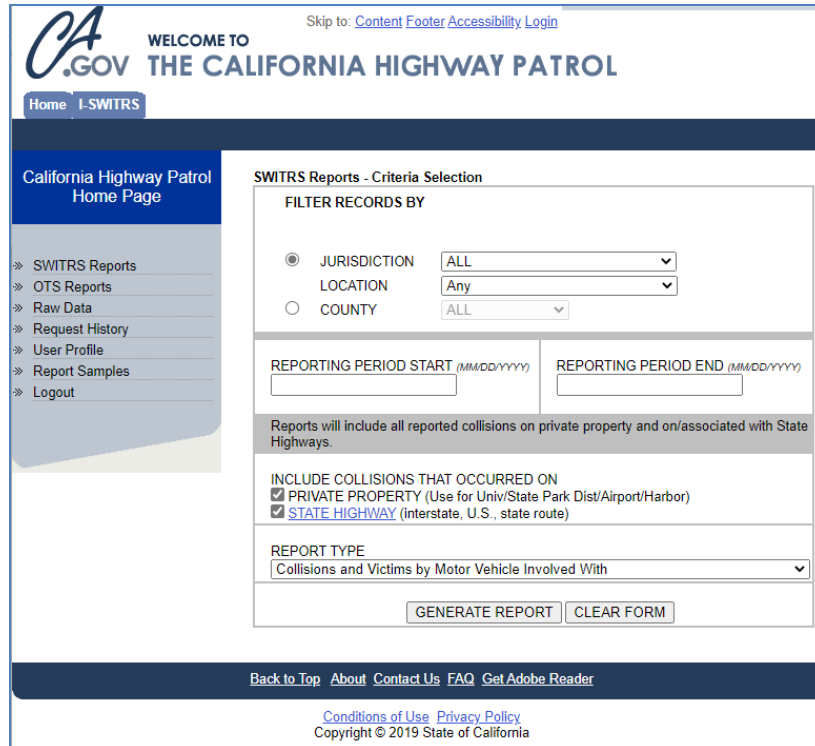 Skip to: Content Footer Accessibility Login
CA
.GOV
WELCOME TO
THE CALIFORNIA HIGHWAY PATROL
Home I-SWITRS
California Highway Patrol
Home Page
» SWITRS Reports
» OTS Reports
» Raw Data
» Request History
» User Profile
» Report Samples
» Logout
SWITRS Reports - Criteria Selection
FILTER RECORDS BY
JURISDICTION ALL
LOCATION Any
COUNTY ALL
REPORTING PERIOD START (MM/DD/YYYY)
REPORTING PERIOD END (MM/DD/YYYY)
Reports will include all reported collisions on private property and on/associated with State
Highways.
INCLUDE COLLISIONS THAT OCCURRED ON
PRIVATE PROPERTY (Use for Univ/State Park Dist/Airport/Harbor)
STATE HIGHWAY (interstate, U.S., state route)
REPORT TYPE
Collisions and Victims by Motor Vehicle Involved With
GENERATE REPORT CLEAR FORM
Back to Top About Contact Us FAQ Get Adobe Reader
Conditions of Use Privacy Policy
Copyright © 2019 State of California